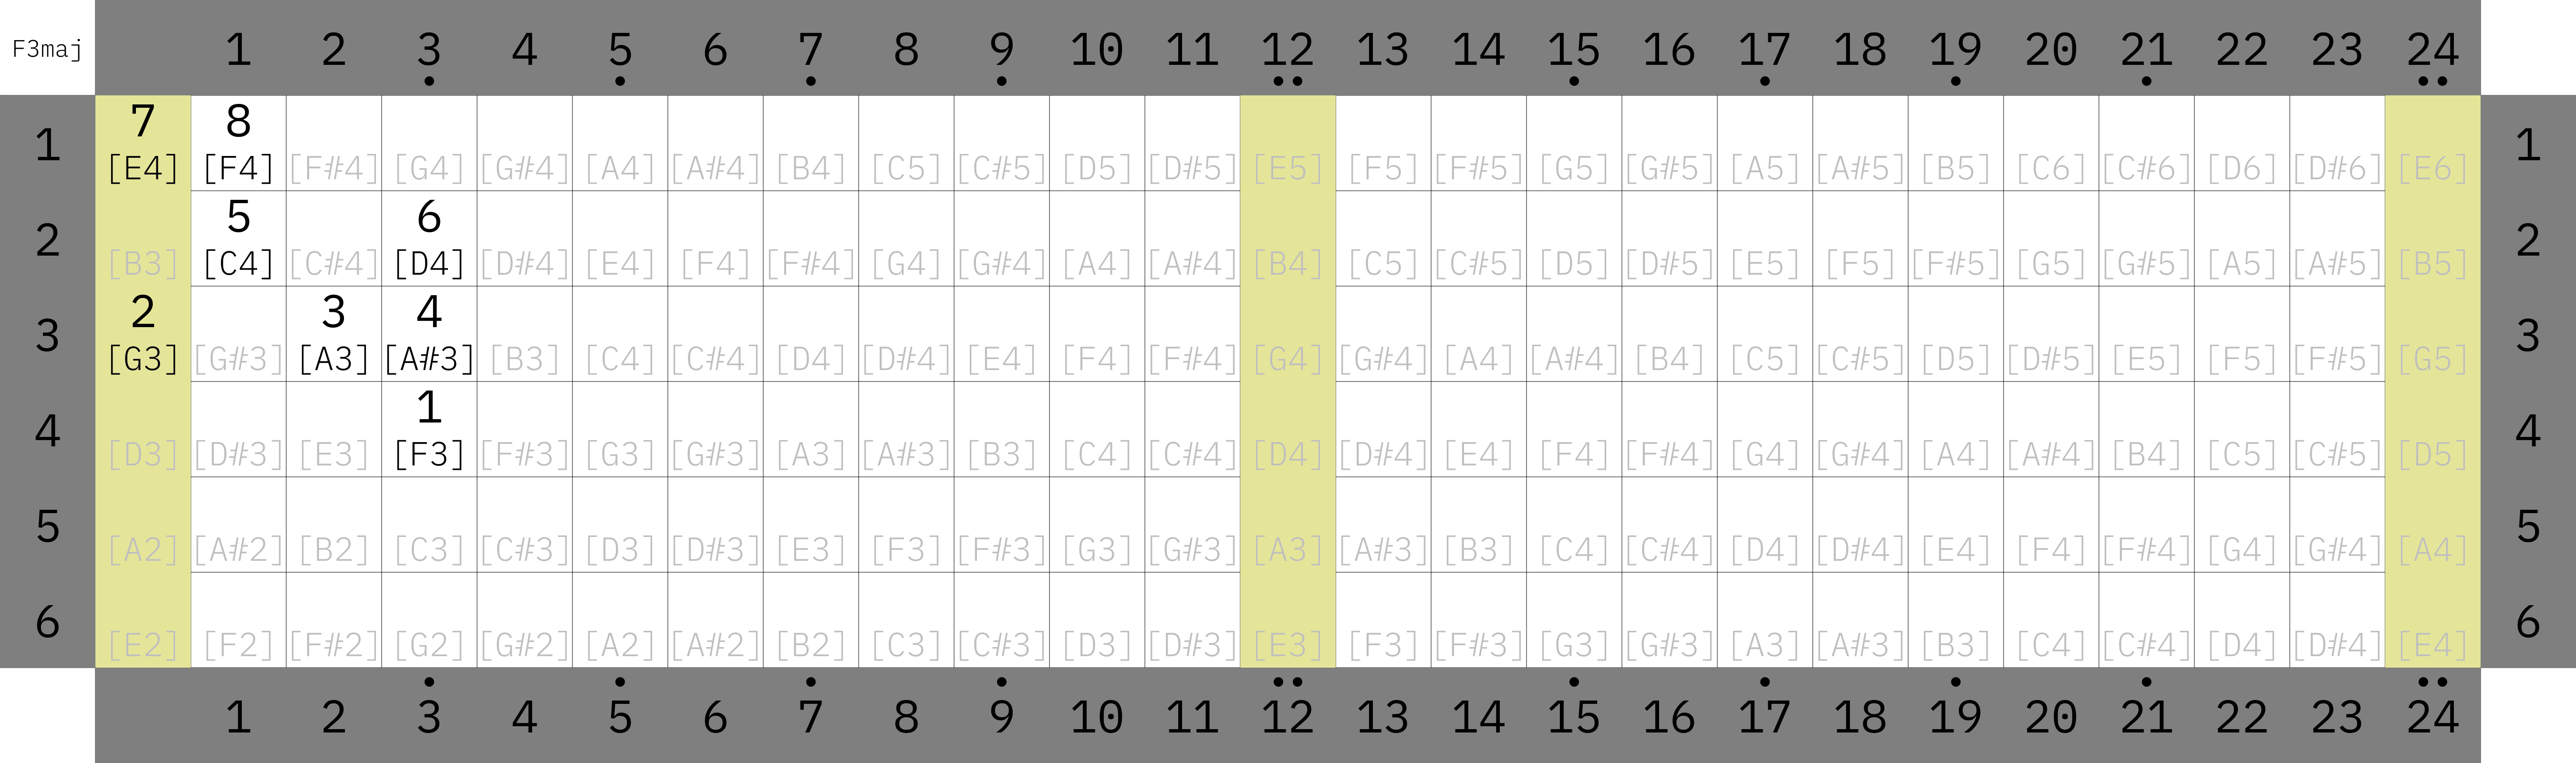 F3maj 1 2 3 4 5 6 7 8 9 10 11 12 13 14 15 16 17 18 19 20 21 22 23 24
7 8
1 [E4] [F4] [F#4] [G4] [G#4] [A4] [A#4] [B4] [C5] [C#5] [D5] [D#5] [E5] [F5] [F#5] [G5] [G#5] [A5] [A#5] [B5] [C6] [C#6] [D6] [D#6] [E6] 1
5 6
2 [B3] [C4] [C#4] [D4] [D#4] [E4] [F4] [F#4] [G4] [G#4] [A4] [A#4] [B4] [C5] [C#5] [D5] [D#5] [E5] [F5] [F#5] [G5] [G#5] [A5] [A#5] [B5] 2
2 3 4
3 [G3] [G#3] [A3] [A#3] [B3] [C4] [C#4] [D4] [D#4] [E4] [F4] [F#4] [G4] [G#4] [A4] [A#4] [B4] [C5] [C#5] [D5] [D#5] [E5] [F5] [F#5] [G5] 3
1
4 [D3] [D#3] [E3] [F3] [F#3] [G3] [G#3] [A3] [A#3] [B3] [C4] [C#4] [D4] [D#4] [E4] [F4] [F#4] [G4] [G#4] [A4] [A#4] [B4] [C5] [C#5] [D5] 4
5 [A2] [A#2] [B2] [C3] [C#3] [D3] [D#3] [E3] [F3] [F#3] [G3] [G#3] [A3] [A#3] [B3] [C4] [C#4] [D4] [D#4] [E4] [F4] [F#4] [G4] [G#4] [A4] 5
6 [E2] [F2] [F#2] [G2] [G#2] [A2] [A#2] [B2] [C3] [C#3] [D3] [D#3] [E3] [F3] [F#3] [G3] [G#3] [A3] [A#3] [B3] [C4] [C#4] [D4] [D#4] [E4] 6
1 2 3 4 5 6 7 8 9 10 11 12 13 14 15 16 17 18 19 20 21 22 23 24